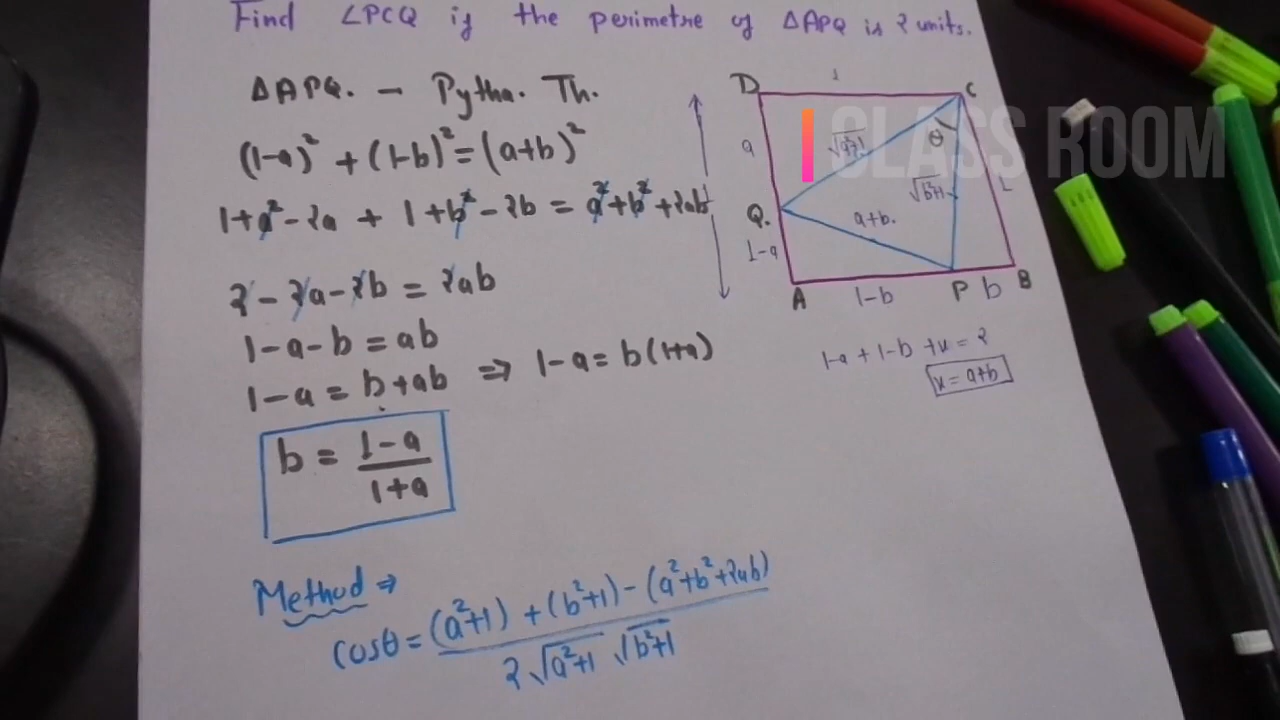 Find ∠PCQ if the perimetre of ΔAPQ is 2 units.
ΔAPQ. – Pytha. Th.
(1-a)² + (1-b)² = (a+b)²
1+a²-2a + 1+b²-2b = a²+b²+2ab
2-2a-2b = 2ab
1-a-b = ab
1-a = b+ab ⇒ 1-a = b(1+a)
b = (1-a)/(1+a)
Method ⇒
cosθ = ((a²+1) + (b²+1) - (a²+b²+2ab))/(2√(a²+1) √(b²+1))
D 1 C
CLASS ROOM
a √(a²+1) θ
√(b²+1) 1
Q. a+b.
1-a
A 1-b P b B
1-a + 1-b + x = 2
x = a+b